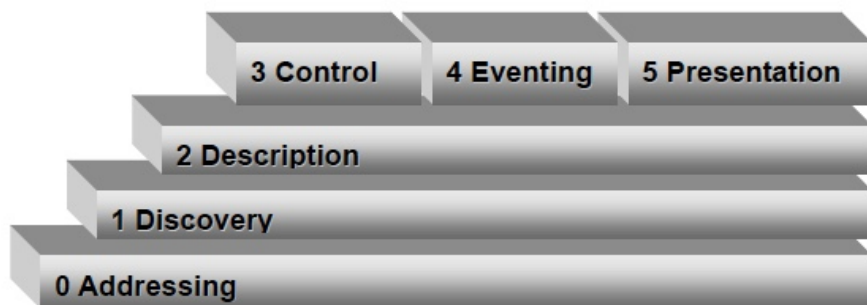 3 Control 4 Eventing 5 Presentation
2 Description
1 Discovery
0 Addressing